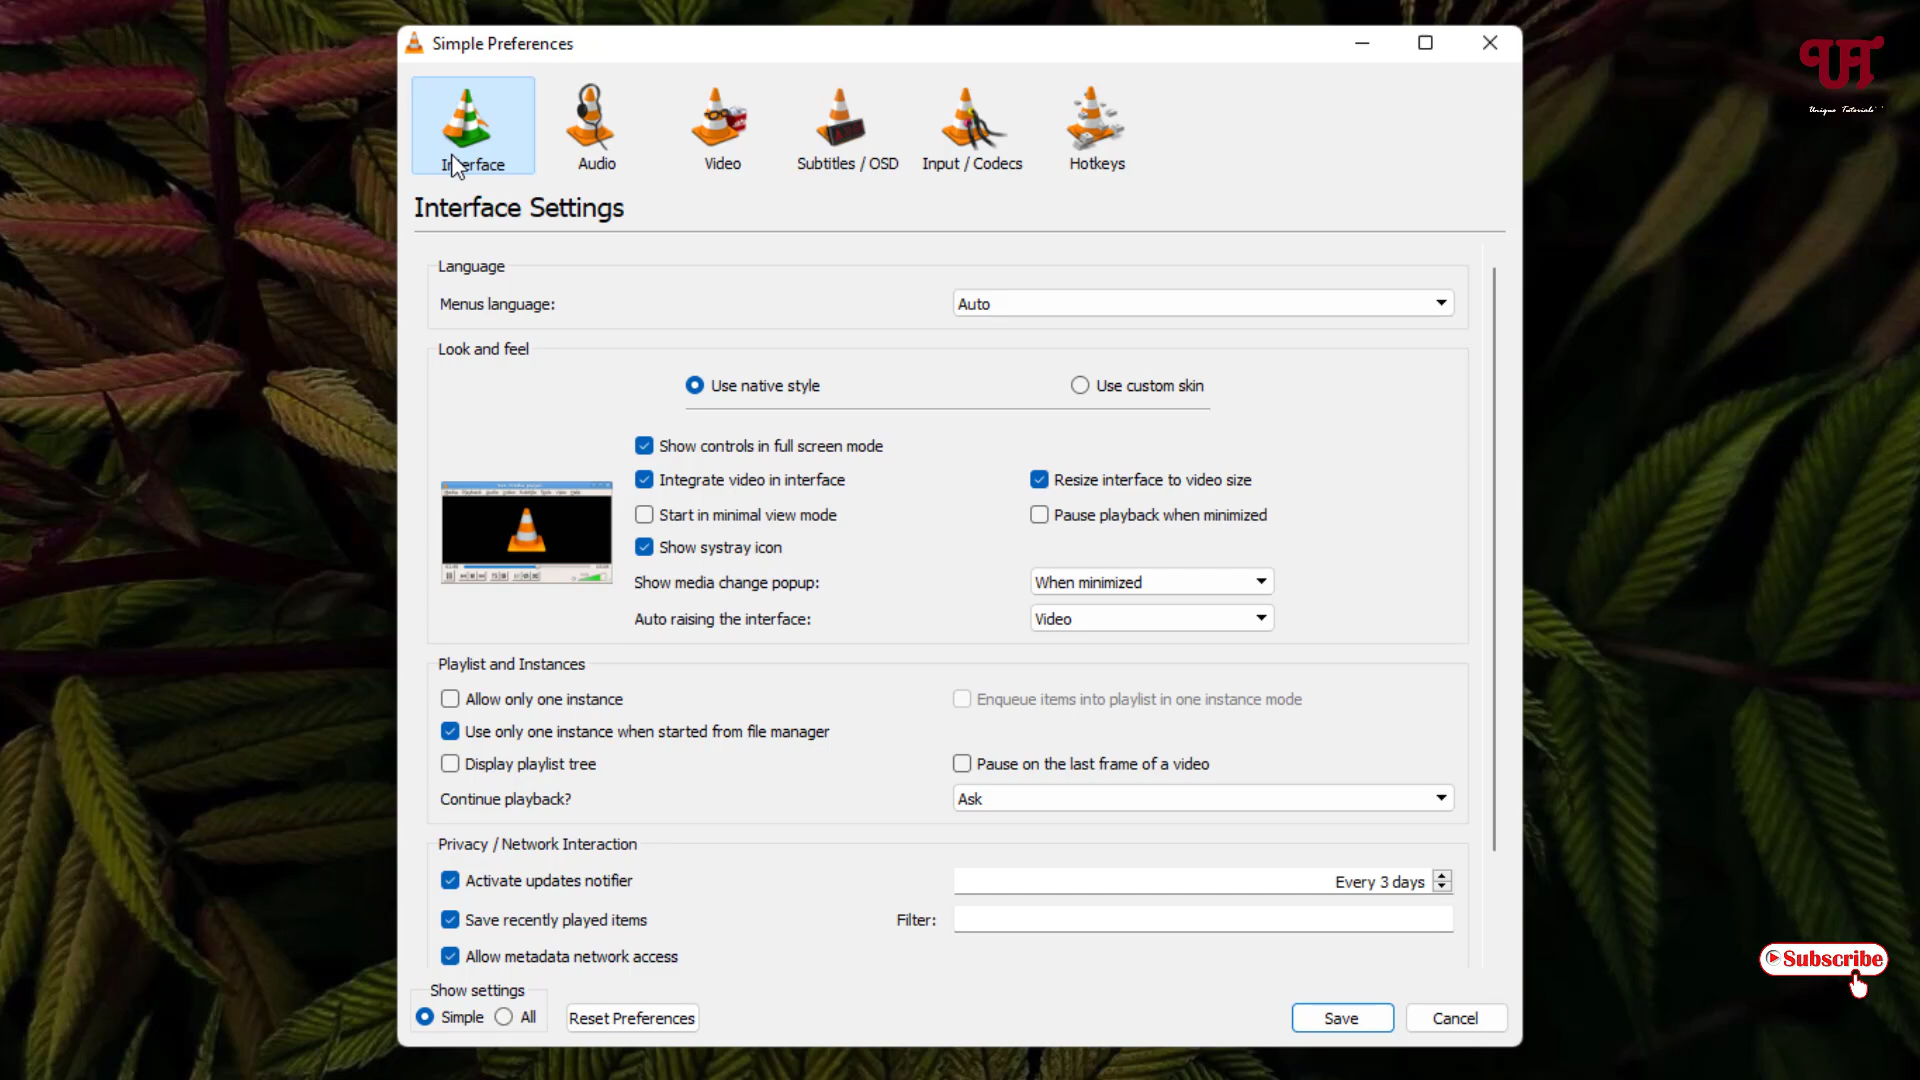 Simple Preferences
UT
Unique Tutorials
Interface
Audio
Video
Subtitles / OSD
Input / Codecs
Hotkeys
Interface Settings
Language
Menus language:
Auto
Look and feel
Use native style
Use custom skin
Show controls in full screen mode
Integrate video in interface
Resize interface to video size
Start in minimal view mode
Pause playback when minimized
Show systray icon
Show media change popup:
When minimized
Auto raising the interface:
Video
Playlist and Instances
Allow only one instance
Enqueue items into playlist in one instance mode
Use only one instance when started from file manager
Display playlist tree
Pause on the last frame of a video
Continue playback?
Ask
Privacy / Network Interaction
Activate updates notifier
Every 3 days
Save recently played items
Filter:
Allow metadata network access
Subscribe
Show settings
Simple
All
Reset Preferences
Save
Cancel